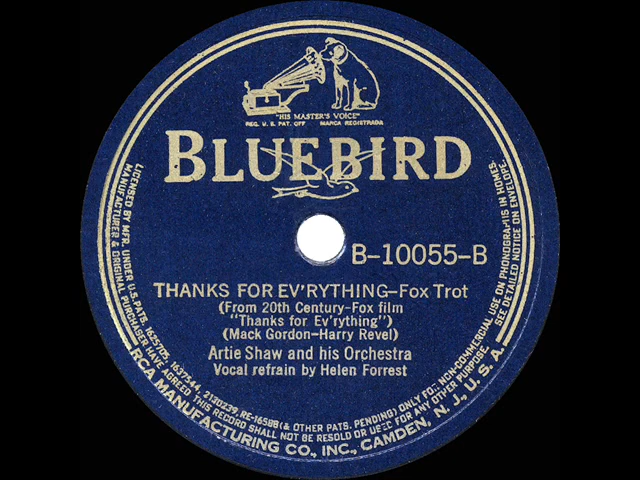 "HIS MASTER'S VOICE"
REG. U. S. PAT. OFF. MARCA REGISTRADA
BLUEBIRD
B-10055-B
THANKS FOR EV'RYTHING-Fox Trot
(From 20th Century-Fox film
"Thanks for Ev'rything")
(Mack Gordon-Harry Revel)
Artie Shaw and his Orchestra
Vocal refrain by Helen Forrest
LICENSED BY MFR. UNDER U.S. PATS. 1625705, 1637544, 2130239, RE-16588 (& OTHER PATS. PENDING) ONLY FOR NON-COMMERCIAL USE ON PHONOGRAPHS IN HOMES.
MANUFACTURER & ORIGINAL PURCHASER HAVE AGREED THIS RECORD SHALL NOT BE RESOLD OR USED FOR ANY OTHER PURPOSE. SEE DETAILED NOTICE ON ENVELOPE.
RCA MANUFACTURING CO., INC., CAMDEN, N. J., U. S. A.